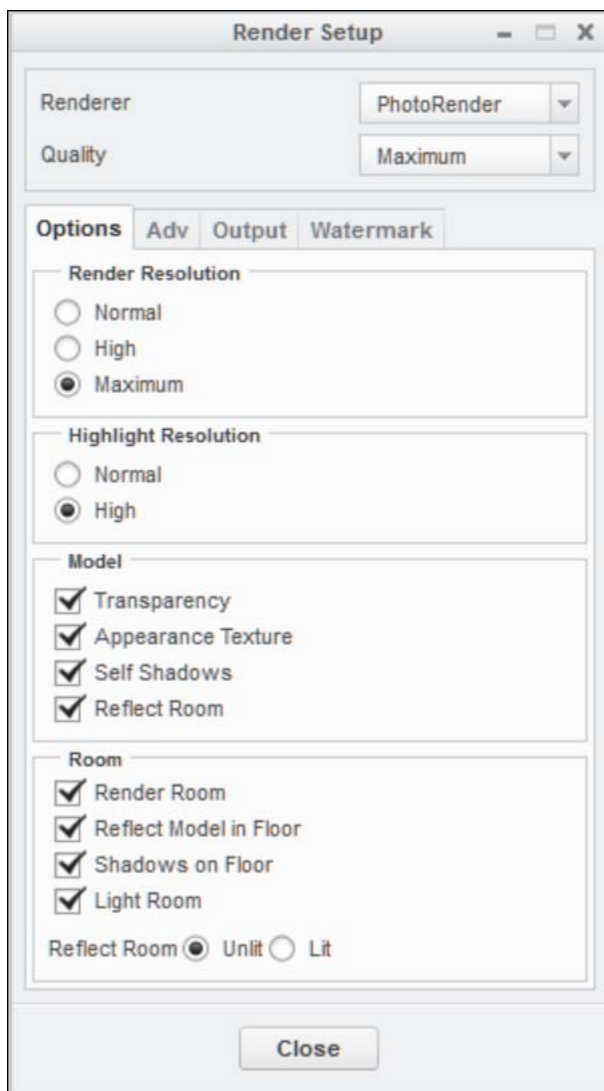 Render Setup
Renderer PhotoRender
Quality Maximum
Options Adv Output Watermark
Render Resolution
Normal
High
Maximum
Highlight Resolution
Normal
High
Model
Transparency
Appearance Texture
Self Shadows
Reflect Room
Room
Render Room
Reflect Model in Floor
Shadows on Floor
Light Room
Reflect Room Unlit Lit
Close